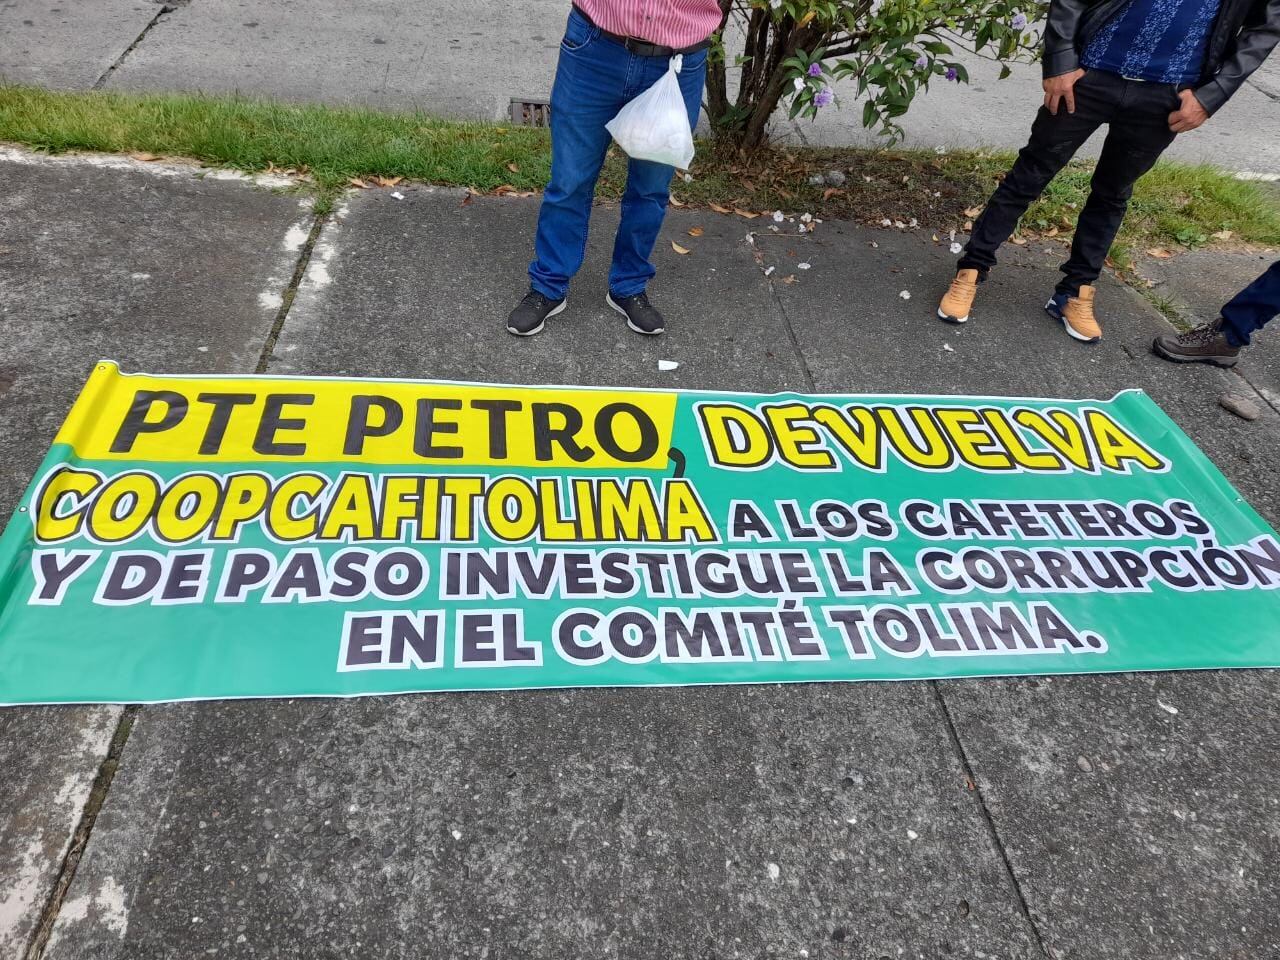 PTE PETRO, DEVUELVA
COOPCAFITOLIMA A LOS CAFETEROS
Y DE PASO INVESTIGUE LA CORRUPCIÓN
EN EL COMITÉ TOLIMA.